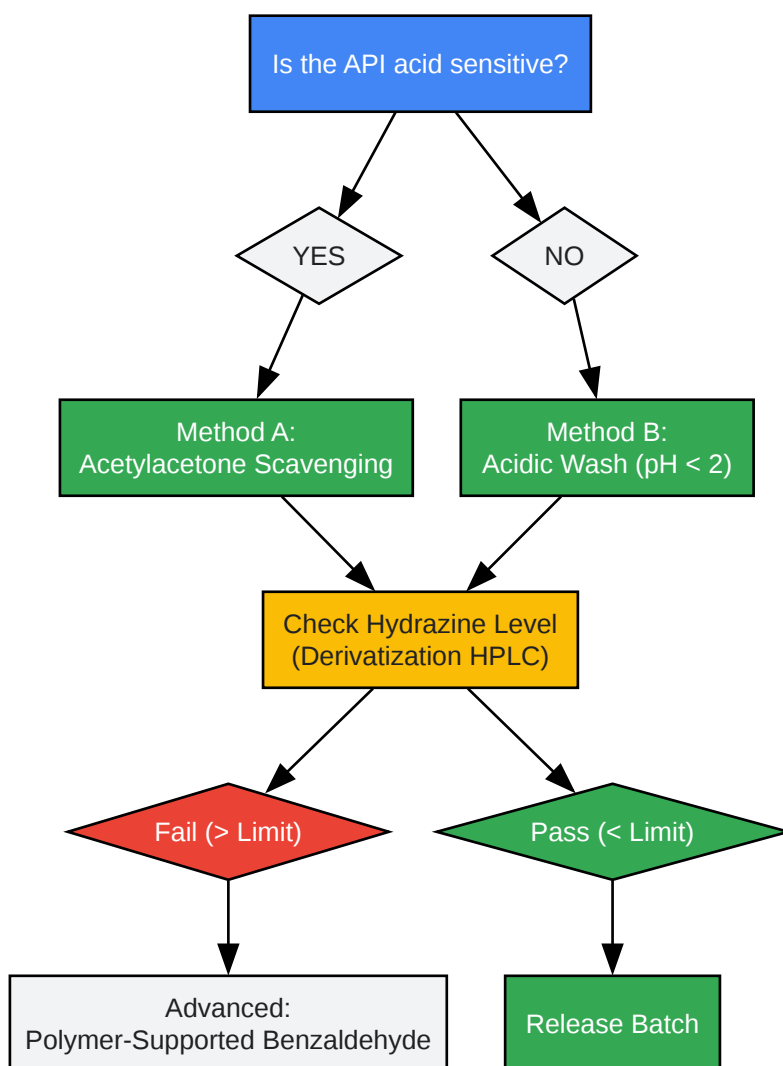 Is the API acid sensitive?
YES
NO
Method A:
Acetylacetone Scavenging
Method B:
Acidic Wash (pH < 2)
Check Hydrazine Level
(Derivatization HPLC)
Fail (> Limit)
Pass (< Limit)
Advanced:
Polymer-Supported Benzaldehyde
Release Batch